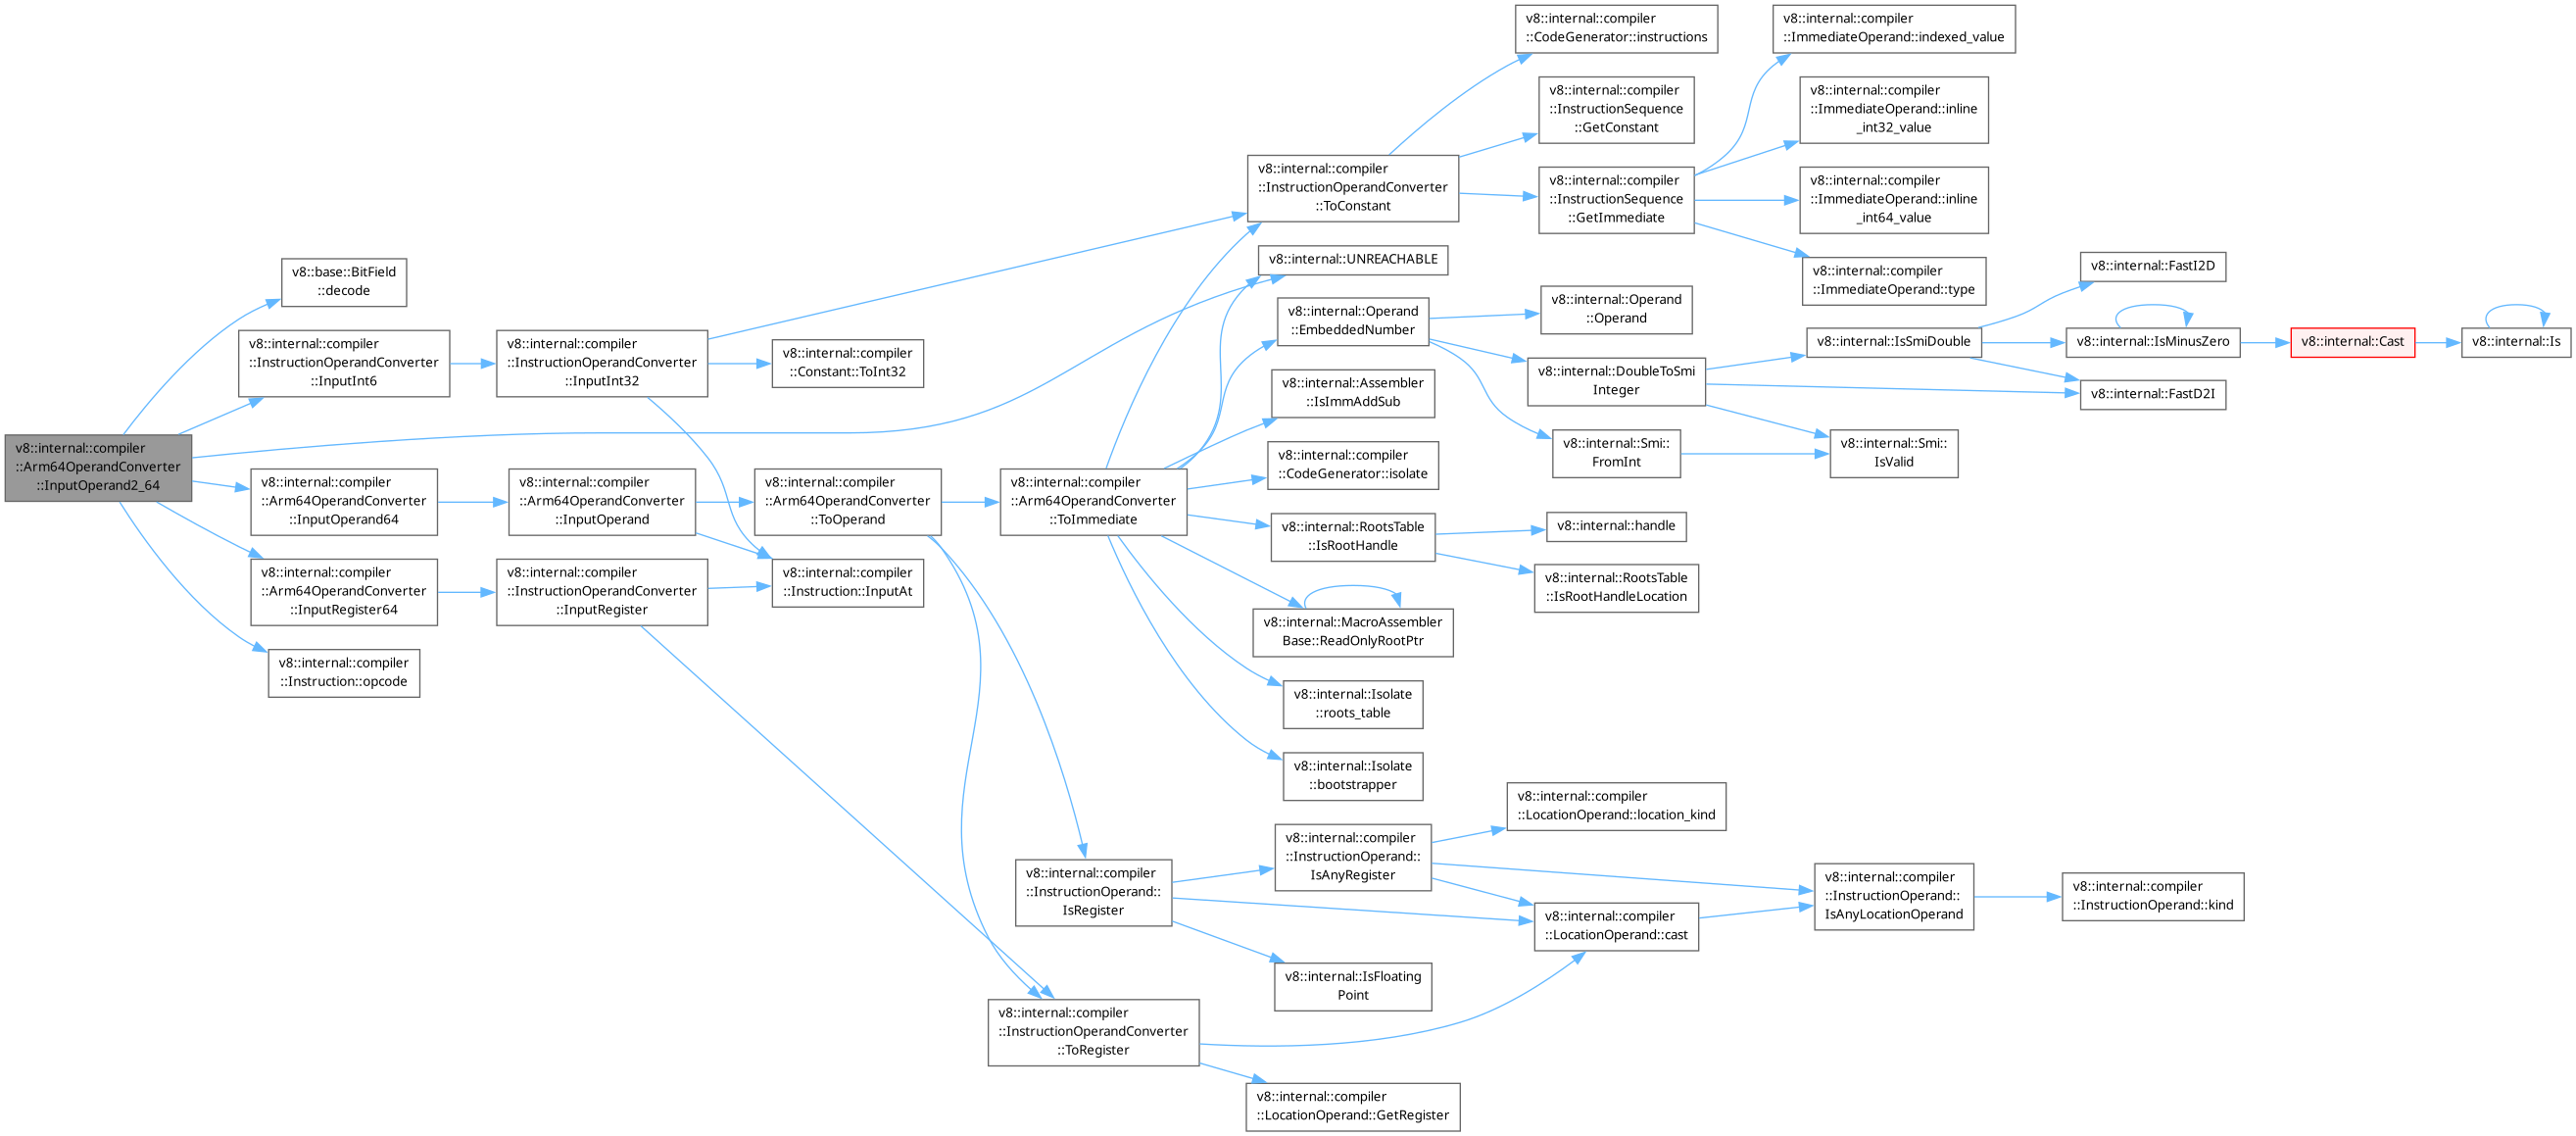 v8::internal::compiler
::Arm64OperandConverter
::InputOperand2_64
v8::base::BitField
::decode
v8::internal::compiler
::InstructionOperandConverter
::InputInt6
v8::internal::compiler
::Arm64OperandConverter
::InputOperand64
v8::internal::compiler
::Arm64OperandConverter
::InputRegister64
v8::internal::compiler
::Instruction::opcode
v8::internal::compiler
::InstructionOperandConverter
::InputInt32
v8::internal::compiler
::Arm64OperandConverter
::InputOperand
v8::internal::compiler
::InstructionOperandConverter
::InputRegister
v8::internal::compiler
::Constant::ToInt32
v8::internal::compiler
::Arm64OperandConverter
::ToOperand
v8::internal::compiler
::Instruction::InputAt
v8::internal::compiler
::Arm64OperandConverter
::ToImmediate
v8::internal::compiler
::InstructionOperand::
IsRegister
v8::internal::compiler
::InstructionOperandConverter
::ToRegister
v8::internal::compiler
::InstructionOperandConverter
::ToConstant
v8::internal::UNREACHABLE
v8::internal::Operand
::EmbeddedNumber
v8::internal::Assembler
::IsImmAddSub
v8::internal::compiler
::CodeGenerator::isolate
v8::internal::RootsTable
::IsRootHandle
v8::internal::MacroAssembler
Base::ReadOnlyRootPtr
v8::internal::Isolate
::roots_table
v8::internal::Isolate
::bootstrapper
v8::internal::compiler
::InstructionOperand::
IsAnyRegister
v8::internal::IsFloating
Point
v8::internal::compiler
::LocationOperand::GetRegister
v8::internal::compiler
::CodeGenerator::instructions
v8::internal::compiler
::InstructionSequence
::GetConstant
v8::internal::compiler
::InstructionSequence
::GetImmediate
v8::internal::Operand
::Operand
v8::internal::DoubleToSmi
Integer
v8::internal::Smi::
FromInt
v8::internal::handle
v8::internal::RootsTable
::IsRootHandleLocation
v8::internal::compiler
::LocationOperand::location_kind
v8::internal::compiler
::LocationOperand::cast
v8::internal::compiler
::ImmediateOperand::indexed_value
v8::internal::compiler
::ImmediateOperand::inline
_int32_value
v8::internal::compiler
::ImmediateOperand::inline
_int64_value
v8::internal::compiler
::ImmediateOperand::type
v8::internal::IsSmiDouble
v8::internal::Smi::
IsValid
v8::internal::compiler
::InstructionOperand::
IsAnyLocationOperand
v8::internal::FastI2D
v8::internal::IsMinusZero
v8::internal::FastD2I
v8::internal::compiler
::InstructionOperand::kind
v8::internal::Cast
v8::internal::Is